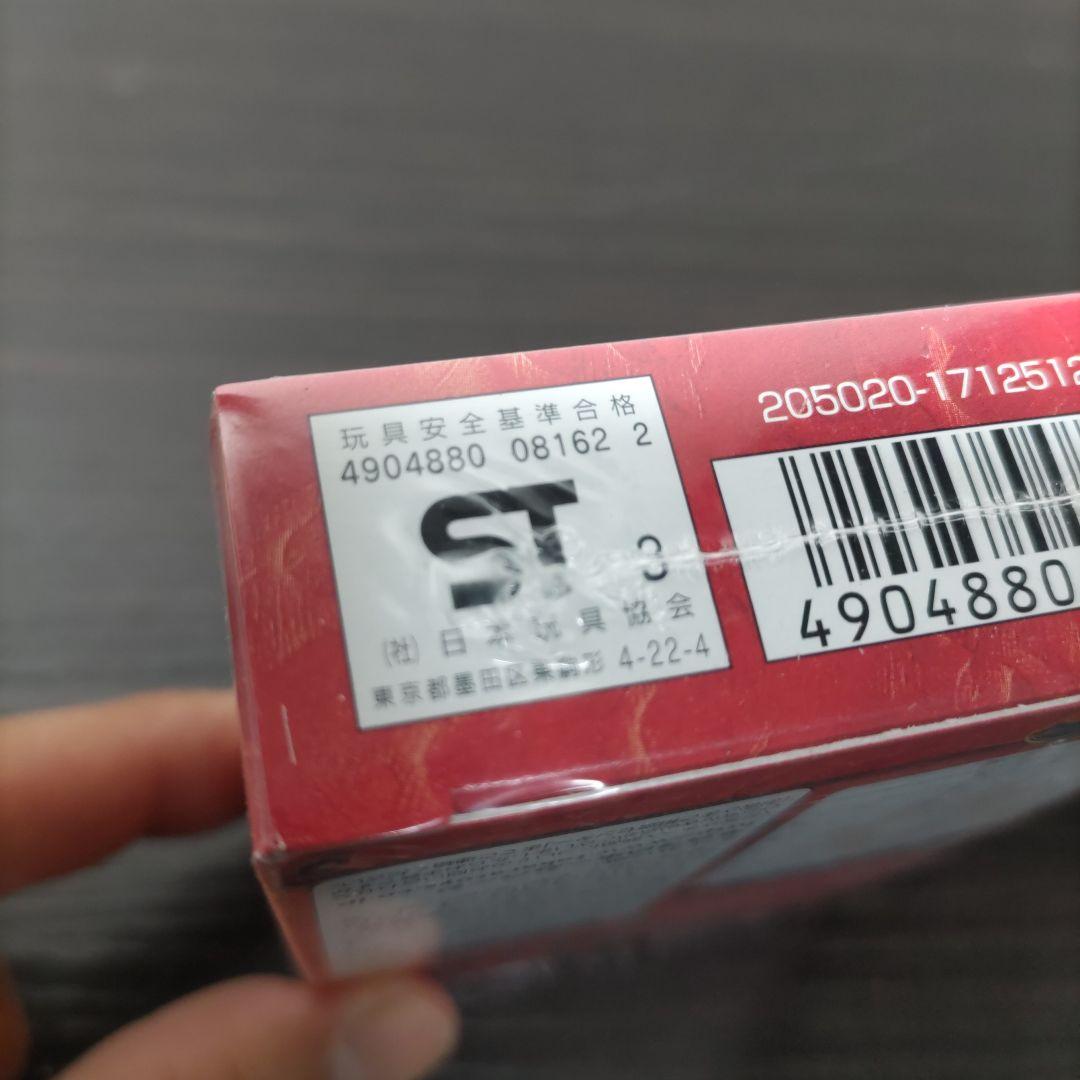 玩具安全基準合格
4904880 08162 2
ST 3
(社)日本玩具協会
東京都墨田区東駒形 4-22-4
205020-1712512
4904880